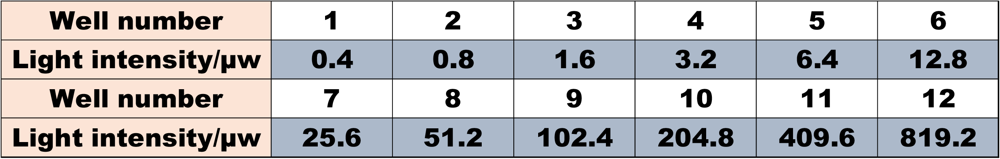 Well number 1 2 3 4 5 6
Light intensity/μw 0.4 0.8 1.6 3.2 6.4 12.8
Well number 7 8 9 10 11 12
Light intensity/μw 25.6 51.2 102.4 204.8 409.6 819.2